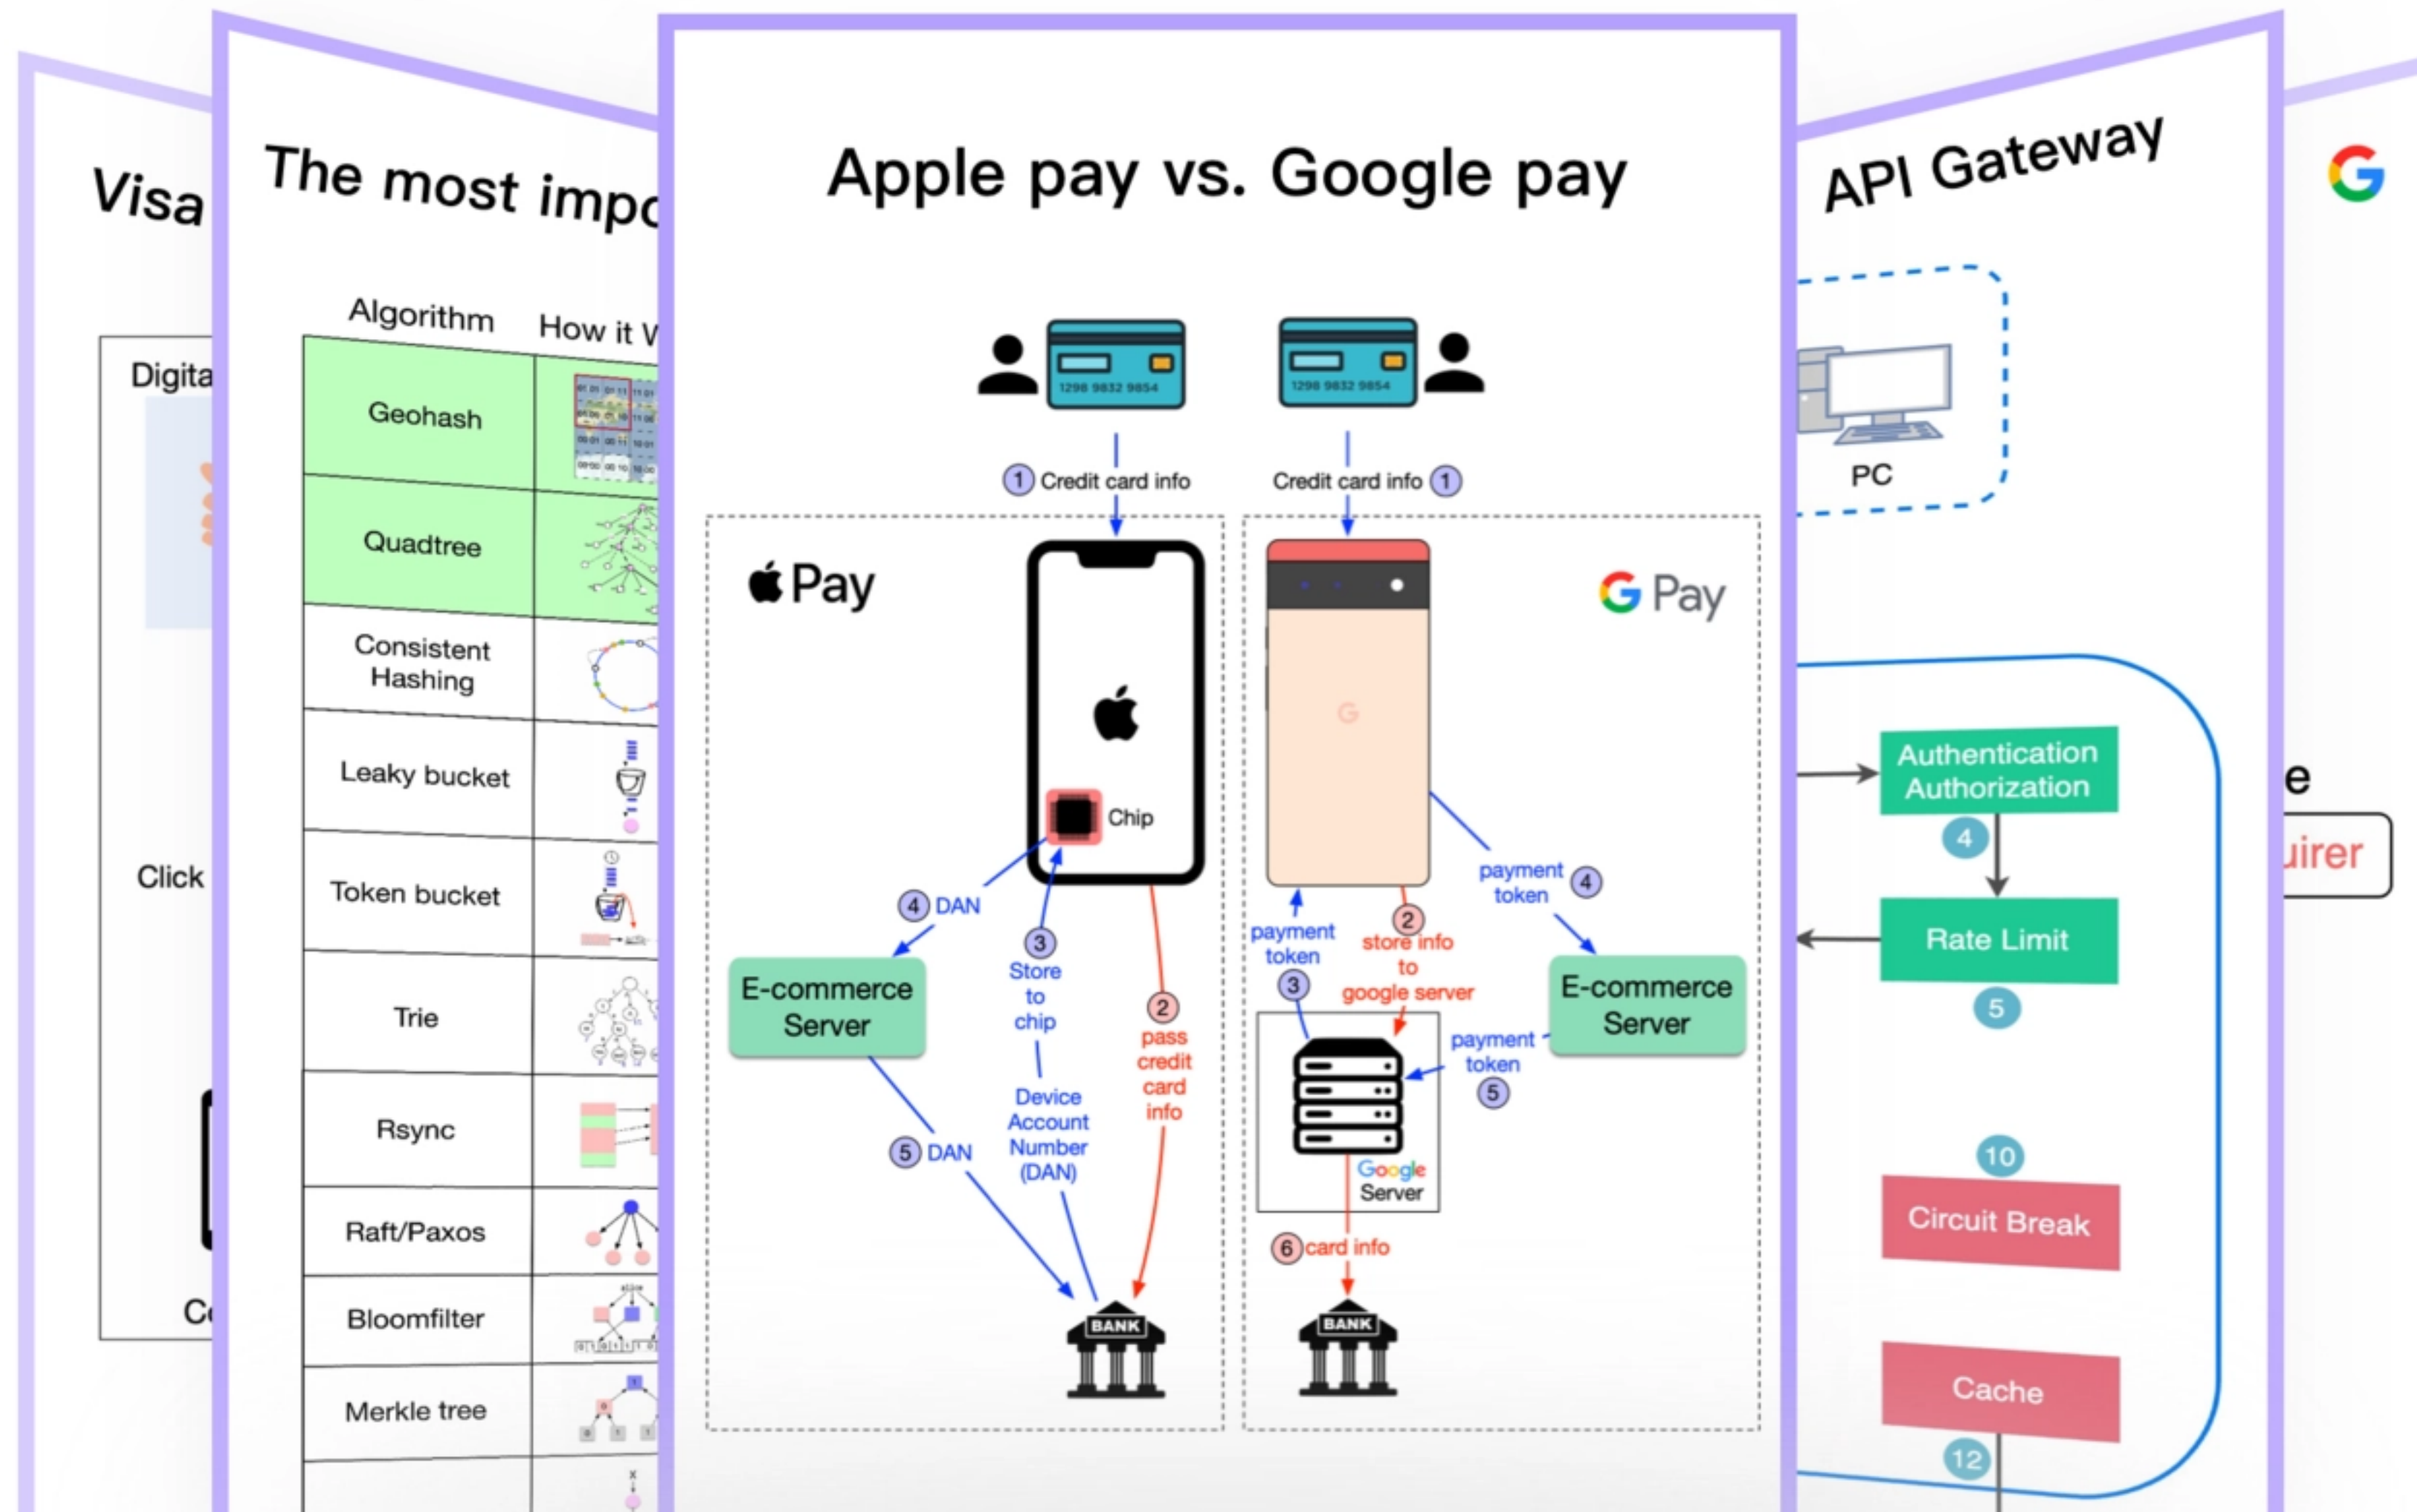 Visa
Digita
Click
Co
The most impo
Algorithm
How it W
Geohash
Quadtree
Consistent
Hashing
Leaky bucket
Token bucket
Trie
Rsync
Raft/Paxos
Bloomfilter
Merkle tree
X
Apple pay vs. Google pay
1298 9832 9854
1298 9832 9854
1 Credit card info
Credit card info 1
Pay
G Pay
G
Chip
4 DAN
3
Store
to
chip
Device
Account
Number
(DAN)
2
pass
credit
card
info
E-commerce
Server
5 DAN
BANK
payment
token
4
payment
token
3
2
store info
to
google server
E-commerce
Server
payment
token
5
Google
Server
6 card info
BANK
API Gateway
PC
Authentication
Authorization
4
Rate Limit
5
10
Circuit Break
Cache
12
G
e
uirer